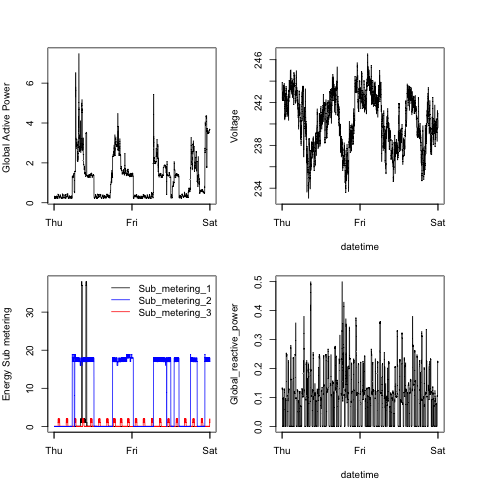 Global Active Power
6
4
2
0
Thu Fri Sat
Voltage
246
242
238
234
Thu Fri Sat
datetime
Energy Sub metering
30
20
10
0
Sub_metering_1
Sub_metering_2
Sub_metering_3
Thu Fri Sat
Global_reactive_power
0.5
0.4
0.3
0.2
0.1
0.0
Thu Fri Sat
datetime